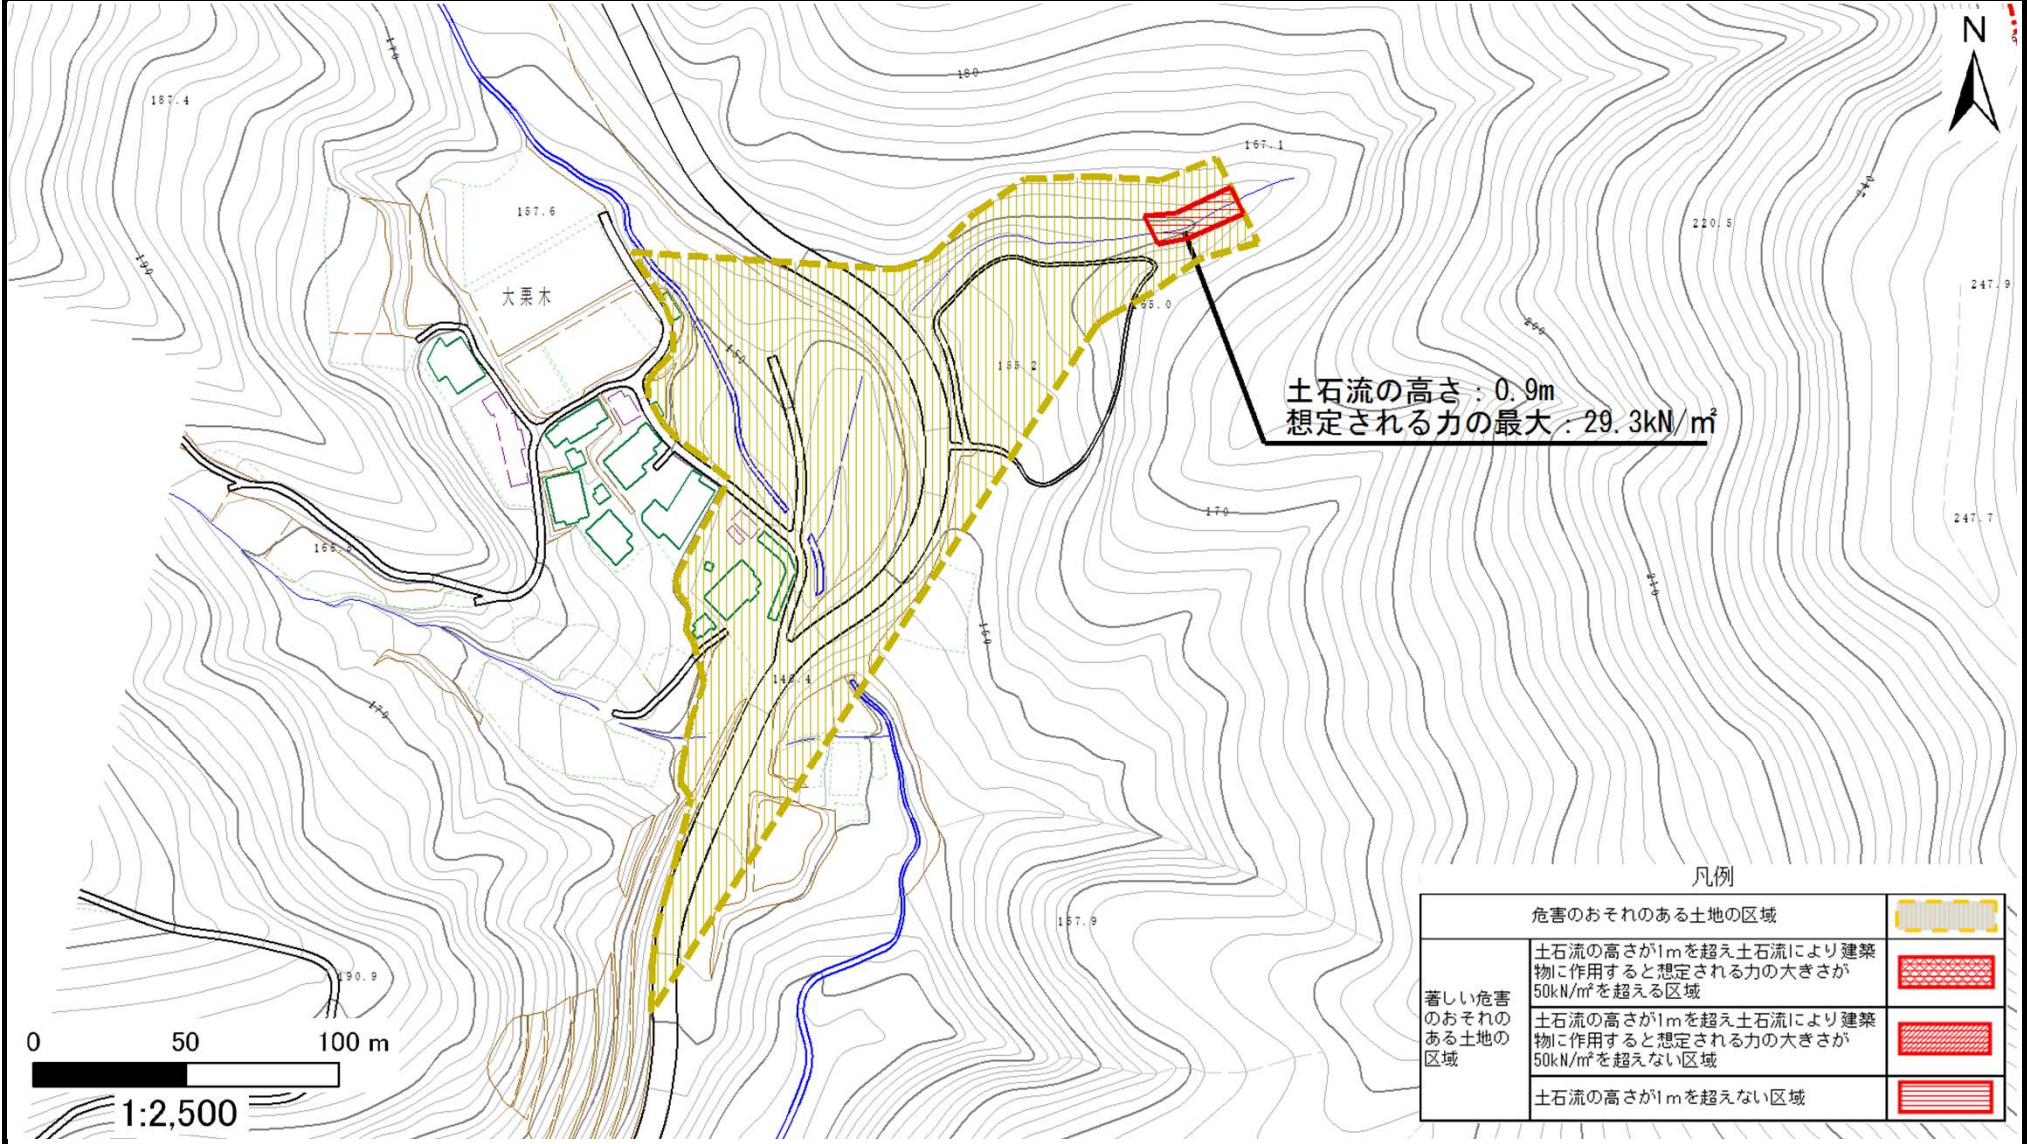 N
170
180
187.4
167.1
240
157.6
220.5
190
大栗木
247.9
200
150
155.2
土石流の高さ：0.9m
想定される力の最大：29.3kN/㎡
170
247.7
210
160
148.4
170
凡例
危害のおそれのある土地の区域
157.9
土石流の高さが1mを超え土石流により建築
物に作用すると想定される力の大きさが
50kN/㎡を超える区域
190.9
著しい危害
のおそれの
ある土地の
区域
土石流の高さが1mを超え土石流により建築
物に作用すると想定される力の大きさが
50kN/㎡を超えない区域
0 50 100 m
土石流の高さが1mを超えない区域
1:2,500